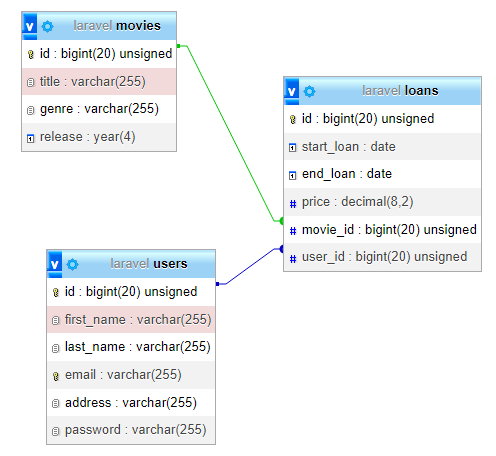 v laravel movies
id : bigint(20) unsigned
title : varchar(255)
genre : varchar(255)
release : year(4)
v laravel loans
id : bigint(20) unsigned
start_loan : date
end_loan : date
# price : decimal(8,2)
# movie_id : bigint(20) unsigned
# user_id : bigint(20) unsigned
v laravel users
id : bigint(20) unsigned
first_name : varchar(255)
last_name : varchar(255)
email : varchar(255)
address : varchar(255)
password : varchar(255)